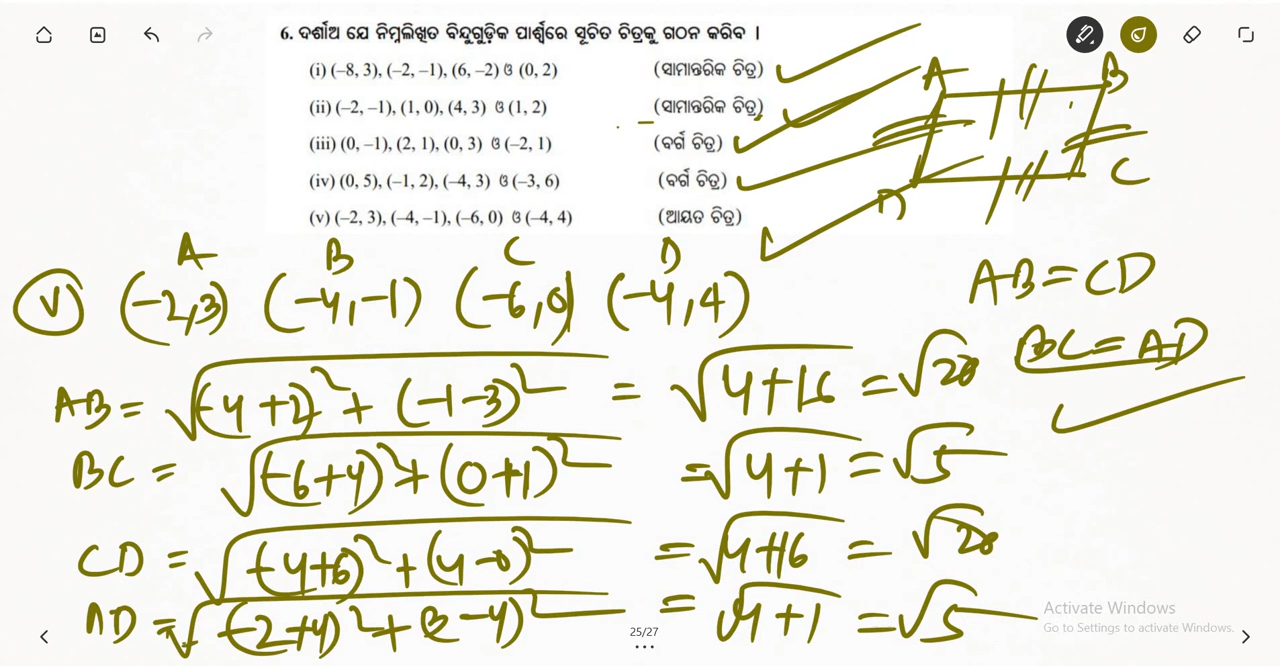 6. ଦର୍ଶାଅ ଯେ ନିମ୍ନଲିଖିତ ବିନ୍ଦୁଗୁଡ଼ିକ ପାର୍ଶ୍ୱରେ ସୂଚିତ ଚିତ୍ରକୁ ଗଠନ କରିବ ।
(i) (–8, 3), (–2, –1), (6, –2) ଓ (0, 2) (ସାମାନ୍ତରିକ ଚିତ୍ର)
(ii) (–2, –1), (1, 0), (4, 3) ଓ (1, 2) (ସାମାନ୍ତରିକ ଚିତ୍ର)
(iii) (0, –1), (2, 1), (0, 3) ଓ (–2, 1) (ବର୍ଗ ଚିତ୍ର)
(iv) (0, 5), (–1, 2), (–4, 3) ଓ (–3, 6) (ବର୍ଗ ଚିତ୍ର)
(v) (–2, 3), (–4, –1), (–6, 0) ଓ (–4, 4) (ଆୟତ ଚିତ୍ର)
A B
D C
A B C D
(v) (-2,3) (-4,-1) (-6,0) (-4,4)
AB = CD
BC = AD
AB = √(-4+2)² + (-1-3)² = √4+16 = √20
BC = √(-6+4)² + (0+1)² = √4+1 = √5
CD = √(-4+6)² + (4-0)² = √4+16 = √20
AD = √(-2+4)² + (3-4)² = √4+1 = √5
Activate Windows
Go to Settings to activate Windows.
25/27